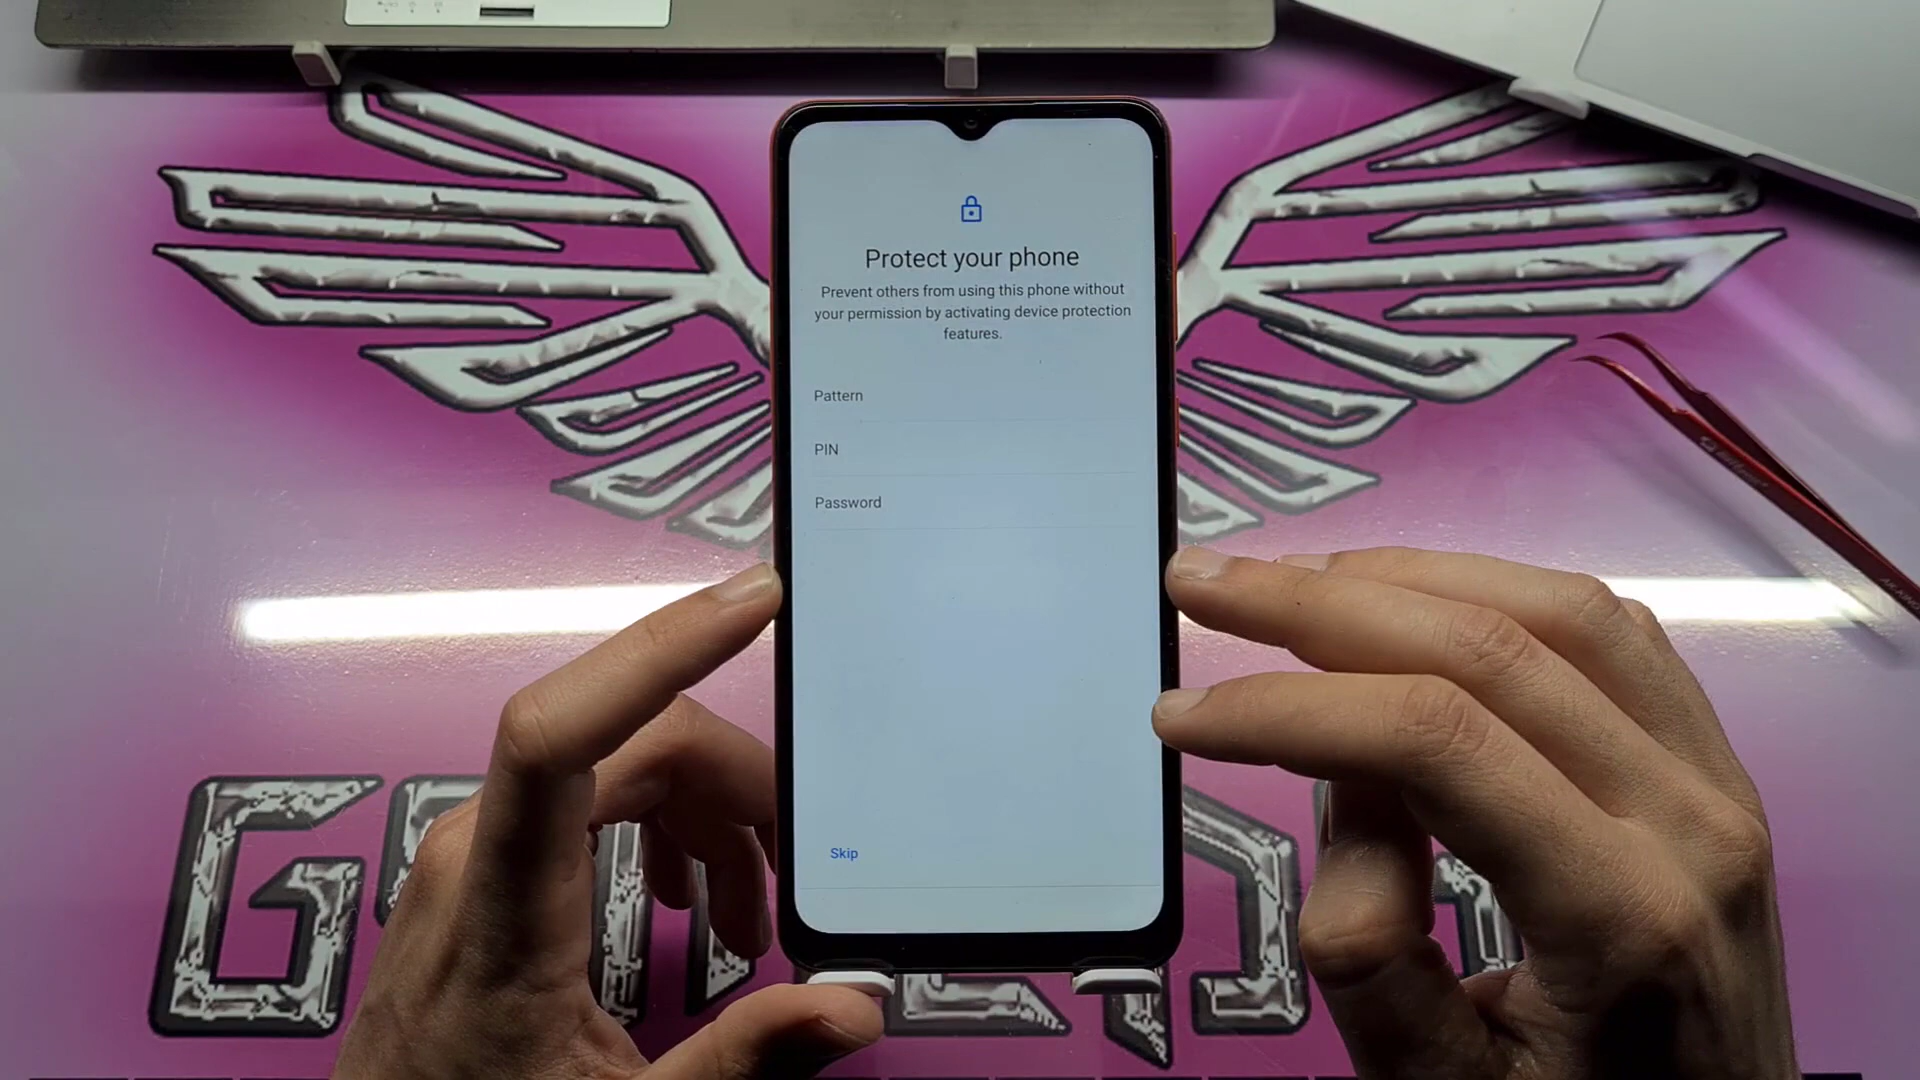 Protect your phone
Prevent others from using this phone without
your permission by activating device protection
features.
Pattern
PIN
Password
Skip